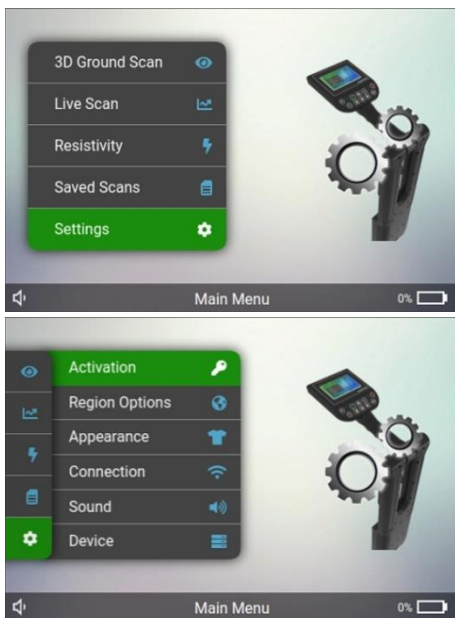 3D Ground Scan
Live Scan
Resistivity
Saved Scans
Settings
Main Menu
0%
Activation
Region Options
Appearance
Connection
Sound
Device
Main Menu
0%